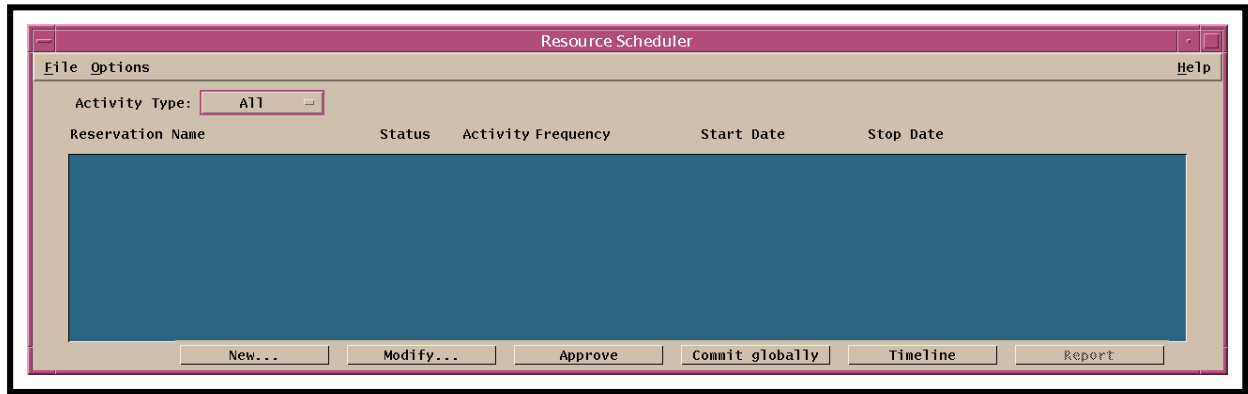 Resource Scheduler
File Options Help
Activity Type: All
Reservation Name Status Activity Frequency Start Date Stop Date
New... Modify... Approve Commit globally Timeline Report